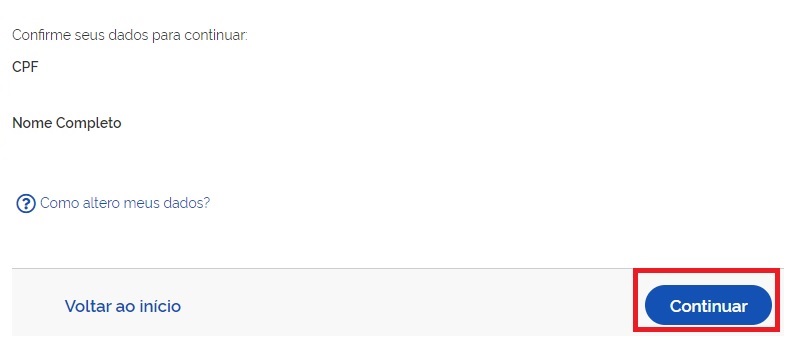 Confirme seus dados para continuar:
CPF
Nome Completo
? Como altero meus dados?
Voltar ao início
Continuar